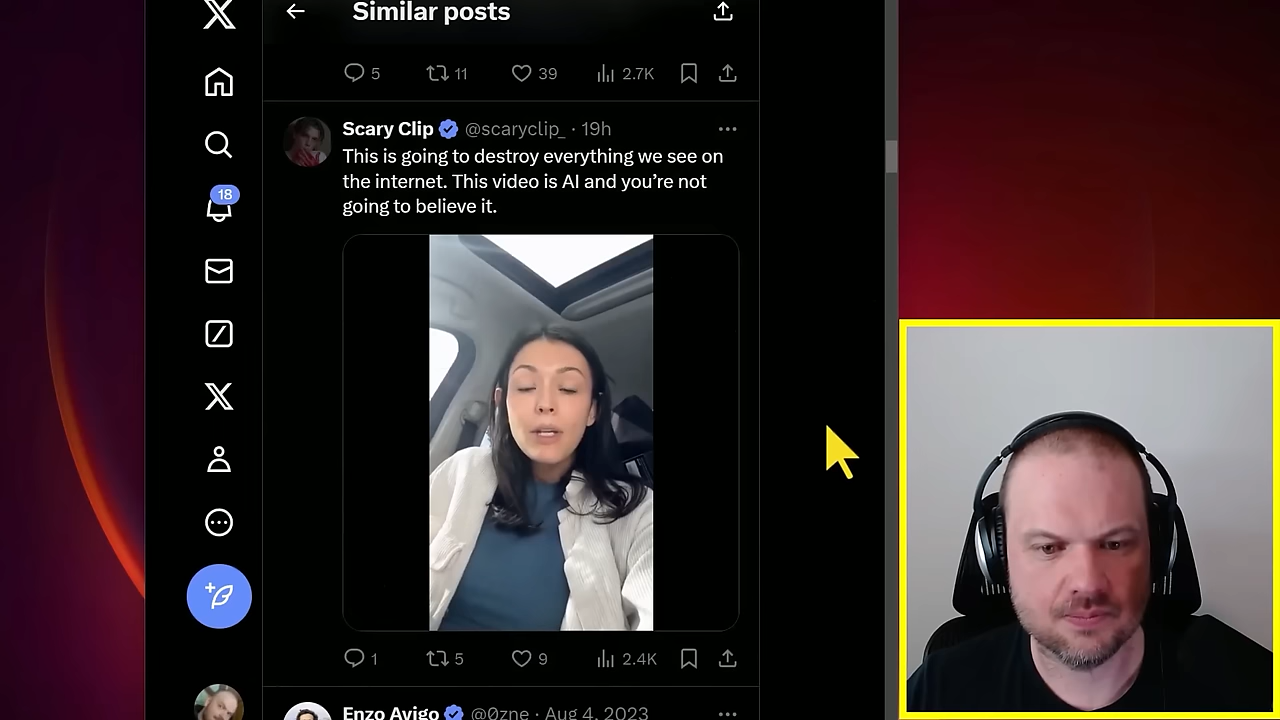 Similar posts
5 11 39 2.7K
Scary Clip @scaryclip_ · 19h
This is going to destroy everything we see on
the internet. This video is AI and you’re not
going to believe it.
18
1 5 9 2.4K
Enzo Avigo @0zne · Aug 4, 2023